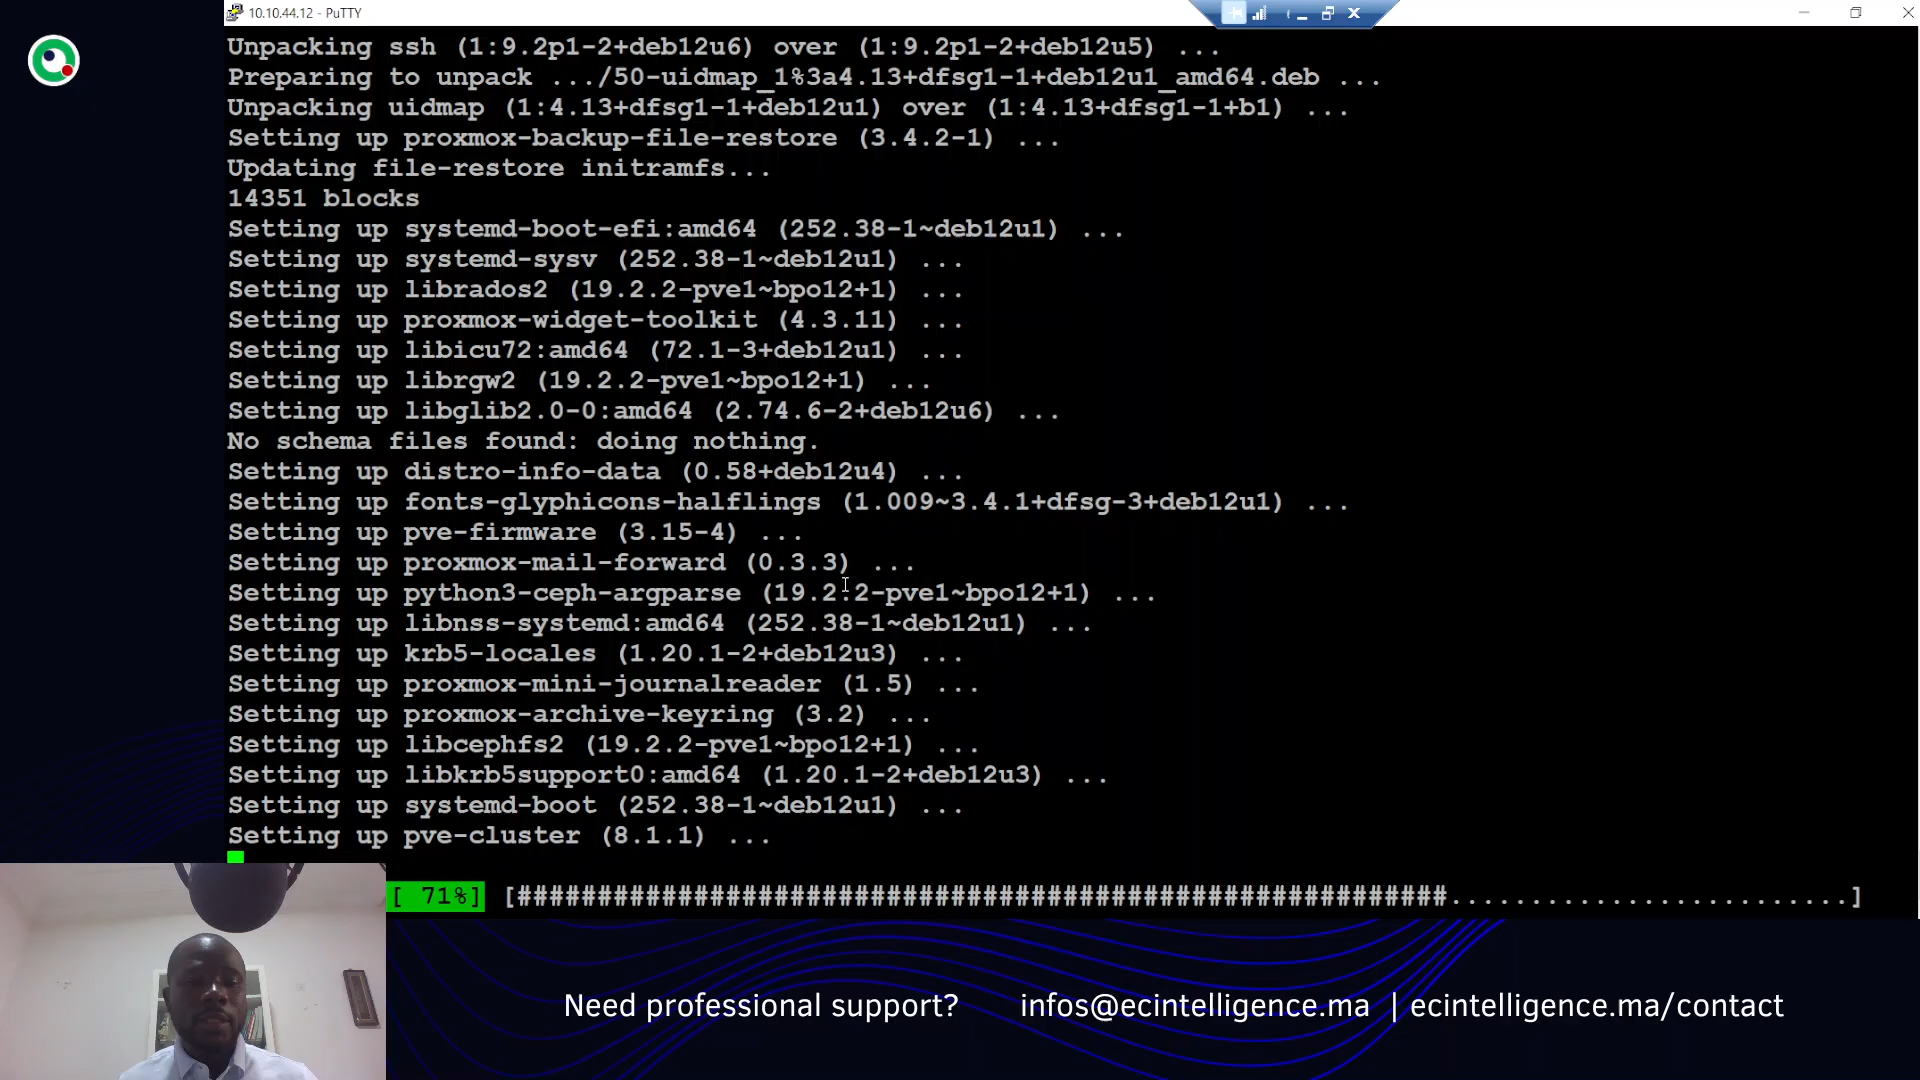 10.10.44.12 - PuTTY
Unpacking ssh (1:9.2p1-2+deb12u6) over (1:9.2p1-2+deb12u5) ...
Preparing to unpack .../50-uidmap_1%3a4.13+dfsg1-1+deb12u1_amd64.deb ...
Unpacking uidmap (1:4.13+dfsg1-1+deb12u1) over (1:4.13+dfsg1-1+b1) ...
Setting up proxmox-backup-file-restore (3.4.2-1) ...
Updating file-restore initramfs...
14351 blocks
Setting up systemd-boot-efi:amd64 (252.38-1~deb12u1) ...
Setting up systemd-sysv (252.38-1~deb12u1) ...
Setting up librados2 (19.2.2-pve1~bpo12+1) ...
Setting up proxmox-widget-toolkit (4.3.11) ...
Setting up libicu72:amd64 (72.1-3+deb12u1) ...
Setting up librgw2 (19.2.2-pve1~bpo12+1) ...
Setting up libglib2.0-0:amd64 (2.74.6-2+deb12u6) ...
No schema files found: doing nothing.
Setting up distro-info-data (0.58+deb12u4) ...
Setting up fonts-glyphicons-halflings (1.009~3.4.1+dfsg-3+deb12u1) ...
Setting up pve-firmware (3.15-4) ...
Setting up proxmox-mail-forward (0.3.3) ...
Setting up python3-ceph-argparse (19.2.2-pve1~bpo12+1) ...
Setting up libnss-systemd:amd64 (252.38-1~deb12u1) ...
Setting up krb5-locales (1.20.1-2+deb12u3) ...
Setting up proxmox-mini-journalreader (1.5) ...
Setting up proxmox-archive-keyring (3.2) ...
Setting up libcephfs2 (19.2.2-pve1~bpo12+1) ...
Setting up libkrb5support0:amd64 (1.20.1-2+deb12u3) ...
Setting up systemd-boot (252.38-1~deb12u1) ...
Setting up pve-cluster (8.1.1) ...
[ 71%] [##########################################################.........................]
Need professional support? infos@ecintelligence.ma | ecintelligence.ma/contact